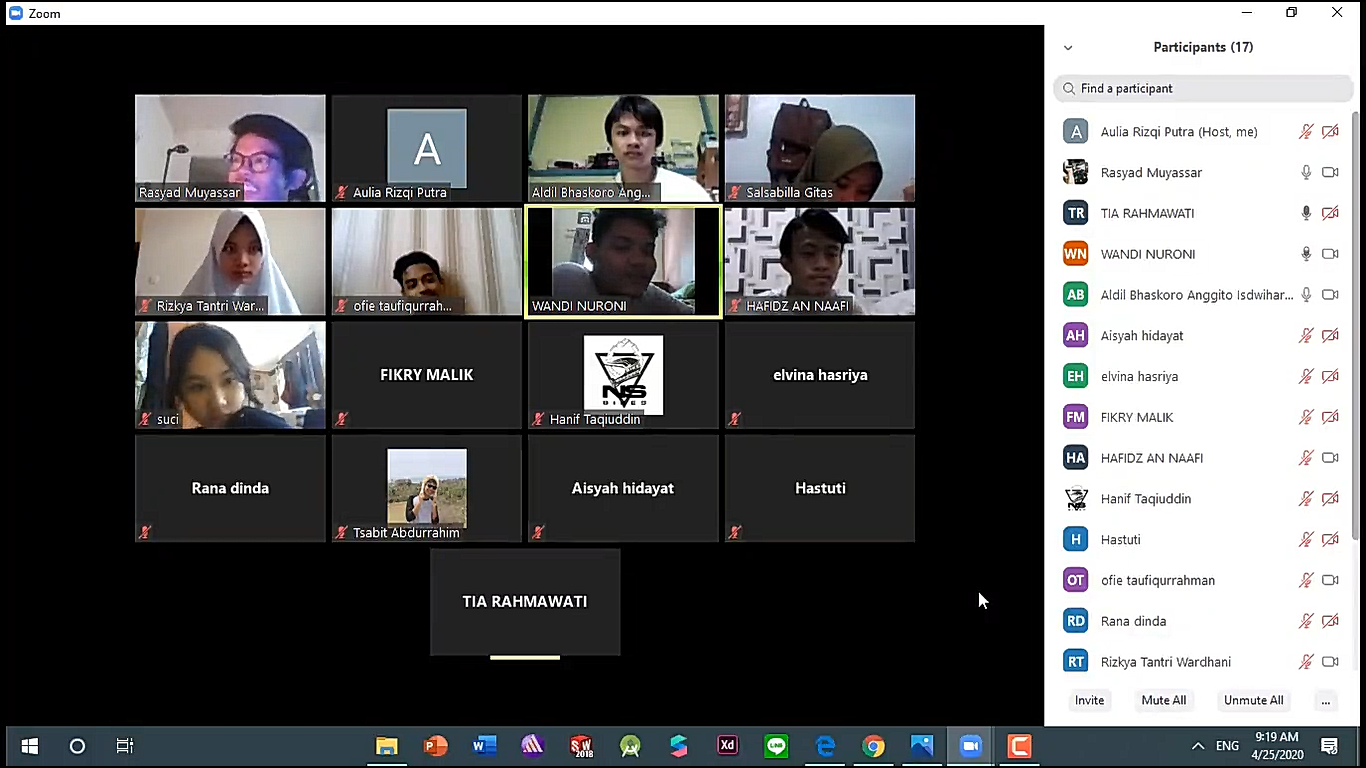 Zoom
Participants (17)
Find a participant
Rasyad Muyassar
A
Aulia Rizqi Putra
Aldil Bhaskoro Ang...
Salsabilla Gitas
Rizkya Tantri War...
ofie taufiqurrah...
WANDI NURONI
HAFIDZ AN NAAFI
suci
FIKRY MALIK
NS
Hanif Taqiuddin
elvina hasriya
Rana dinda
Tsabit Abdurrahim
Aisyah hidayat
Hastuti
TIA RAHMAWATI
A Aulia Rizqi Putra (Host, me)
Rasyad Muyassar
TR TIA RAHMAWATI
WN WANDI NURONI
AB Aldil Bhaskoro Anggito Isdwihar...
AH Aisyah hidayat
EH elvina hasriya
FM FIKRY MALIK
HA HAFIDZ AN NAAFI
Hanif Taqiuddin
H Hastuti
OT ofie taufiqurrahman
RD Rana dinda
RT Rizkya Tantri Wardhani
Invite Mute All Unmute All ...
SW
2018
Xd
LINE
ENG
9:19 AM
4/25/2020